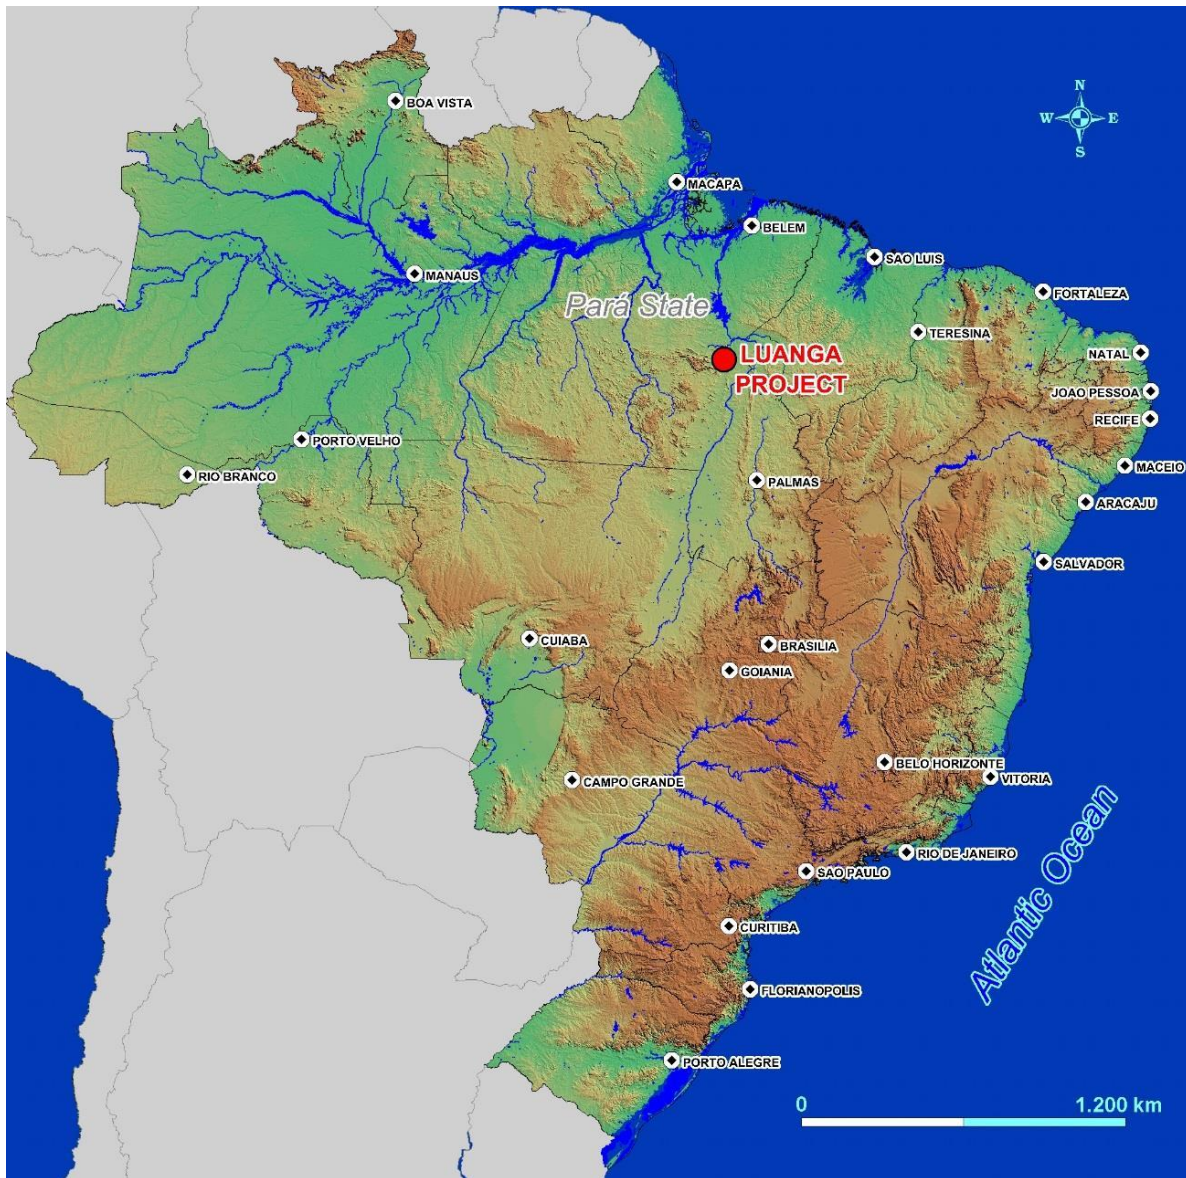 N
BOA VISTA
W E
S
MACAPA
BELEM
SAO LUIS
MANAUS
FORTALEZA
Pará State
TERESINA
LUANGA
PROJECT
NATAL
JOAO PESSOA
RECIFE
PORTO VELHO
MACEIO
RIO BRANCO
PALMAS
ARACAJU
SALVADOR
CUIABA
BRASILIA
GOIANIA
BELO HORIZONTE
VITORIA
CAMPO GRANDE
Atlantic Ocean
RIO DE JANEIRO
SAO PAULO
CURITIBA
FLORIANOPOLIS
PORTO ALEGRE
0 1.200 km